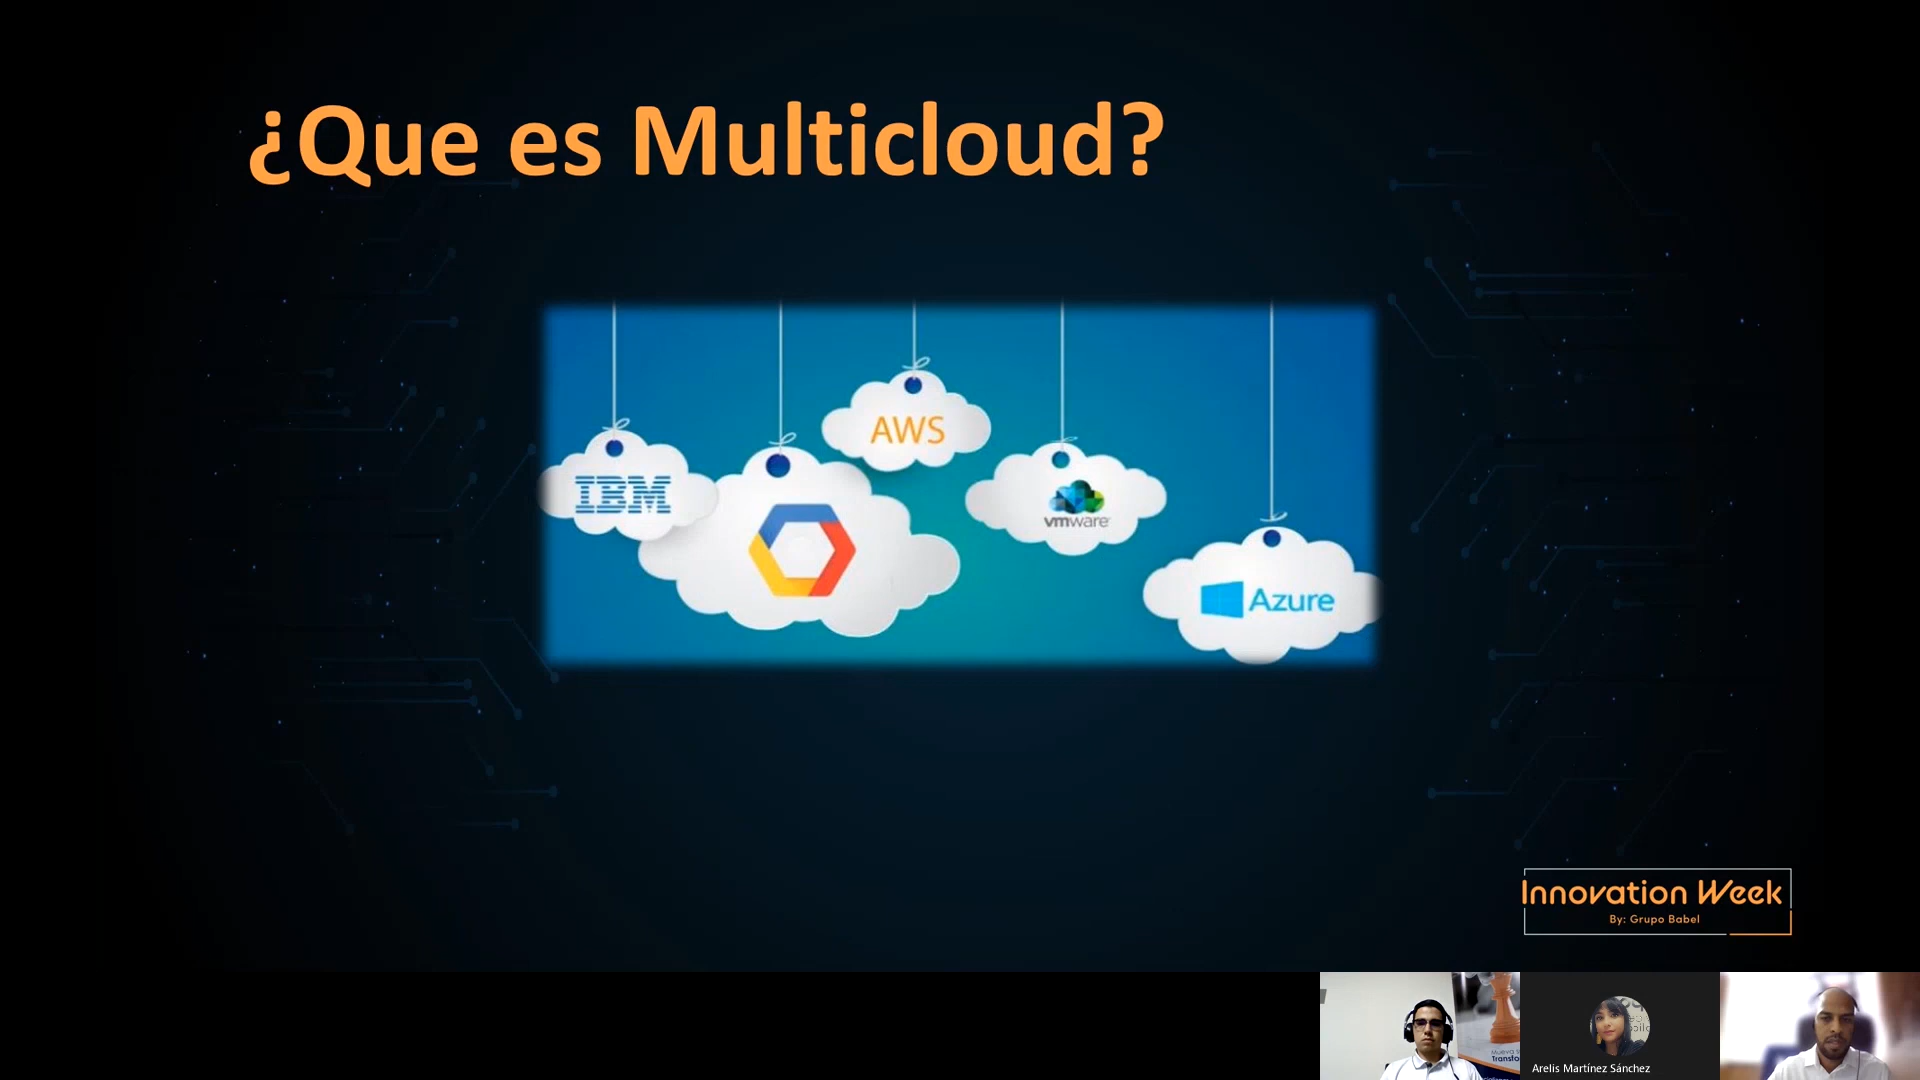 ¿Que es Multicloud?
AWS
IBM
vmware
Azure
Innovation Week
By: Grupo Babel
Arelis Martínez Sánchez